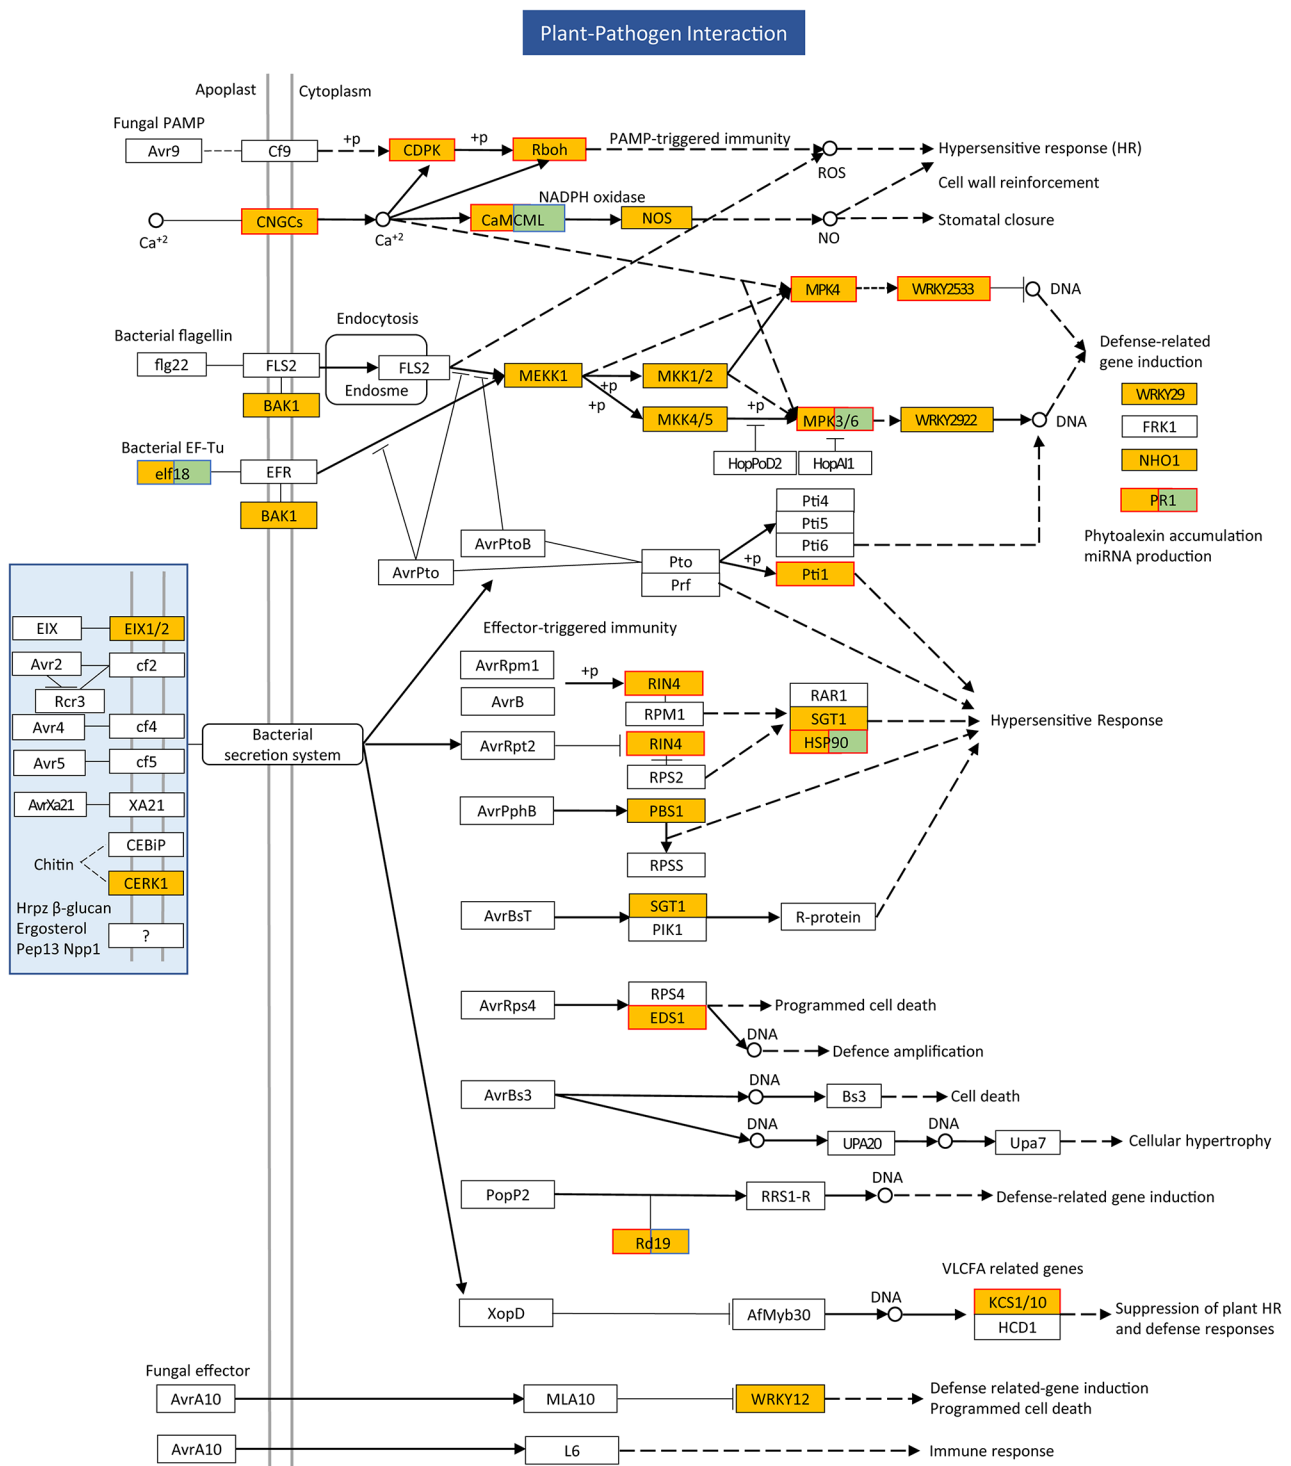 Plant-Pathogen Interaction
Apoplast
Cytoplasm
Fungal PAMP
Avr9
Cf9
+p
CDPK
+p
Rboh
PAMP-triggered immunity
ROS
Hypersensitive response (HR)
Cell wall reinforcement
Ca+2
CNGCs
Ca+2
NADPH oxidase
CaMCML
NOS
NO
Stomatal closure
MPK4
WRKY2533
DNA
Bacterial flagellin
flg22
FLS2
BAK1
Endocytosis
FLS2
Endosme
MEKK1
+p
+p
MKK1/2
MKK4/5
+p
MPK3/6
WRKY2922
DNA
HopPoD2
HopAI1
Defense-related
gene induction
WRKY29
FRK1
NHO1
PR1
Phytoalexin accumulation
miRNA production
Bacterial EF-Tu
elf18
EFR
BAK1
AvrPtoB
AvrPto
Pto
Prf
+p
Pti4
Pti5
Pti6
Pti1
EIX
EIX1/2
Avr2
cf2
Rcr3
Avr4
cf4
Avr5
cf5
AvrXa21
XA21
CEBiP
Chitin
CERK1
Hrpz β-glucan
Ergosterol
Pep13 Npp1
?
Bacterial
secretion system
Effector-triggered immunity
AvrRpm1
AvrB
+p
RIN4
RPM1
RAR1
SGT1
HSP90
Hypersensitive Response
AvrRpt2
RIN4
RPS2
AvrPphB
PBS1
RPSS
AvrBsT
SGT1
PIK1
R-protein
AvrRps4
RPS4
EDS1
Programmed cell death
DNA
Defence amplification
AvrBs3
DNA
Bs3
Cell death
DNA
UPA20
DNA
Upa7
Cellular hypertrophy
PopP2
RRS1-R
DNA
Defense-related gene induction
Rd19
VLCFA related genes
XopD
AfMyb30
DNA
KCS1/10
HCD1
Suppression of plant HR
and defense responses
Fungal effector
AvrA10
MLA10
WRKY12
Defense related-gene induction
Programmed cell death
AvrA10
L6
Immune response